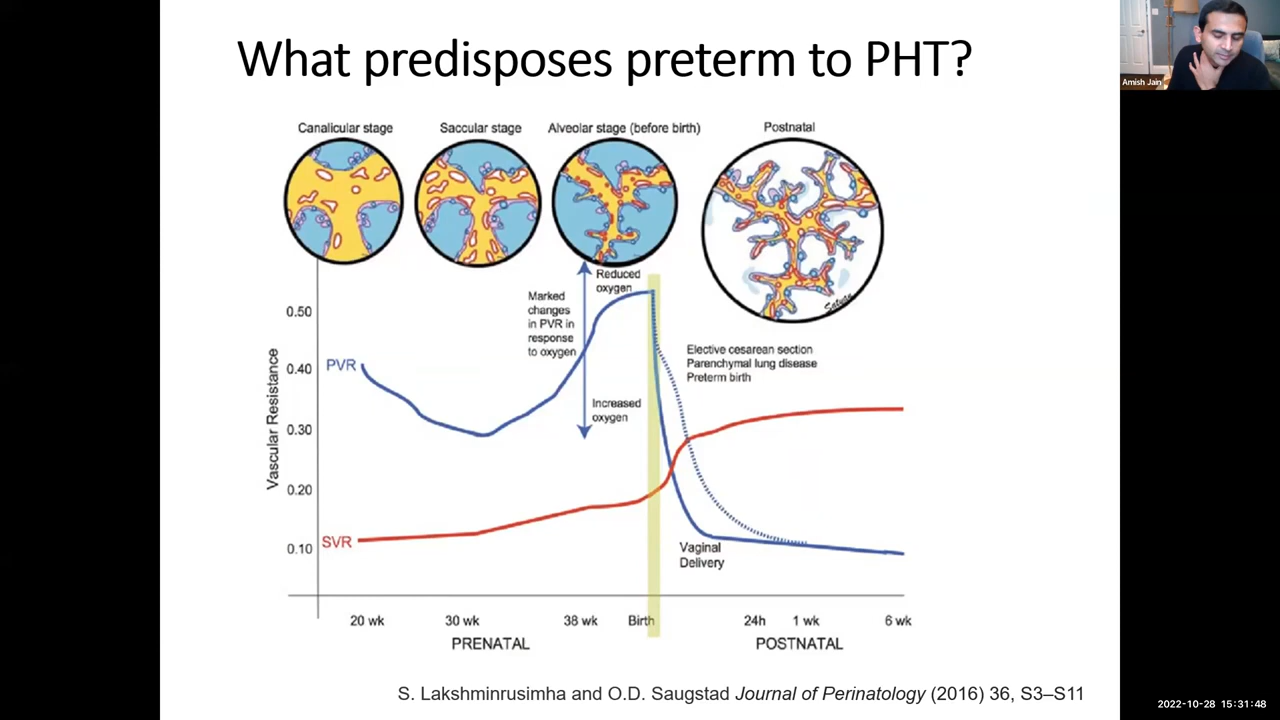 What predisposes preterm to PHT?
Amish Jain
Canalicular stage
Saccular stage
Alveolar stage (before birth)
Postnatal
Satyan
Reduced
oxygen
Marked
changes
in PVR in
response
to oxygen
Increased
oxygen
Elective cesarean section
Parenchymal lung disease
Preterm birth
Vascular Resistance
0.50
0.40
0.30
0.20
0.10
PVR
SVR
Vaginal
Delivery
20 wk
30 wk
38 wk
Birth
24h
1 wk
6 wk
PRENATAL
POSTNATAL
S. Lakshminrusimha and O.D. Saugstad Journal of Perinatology (2016) 36, S3–S11
2022-10-28 15:31:48